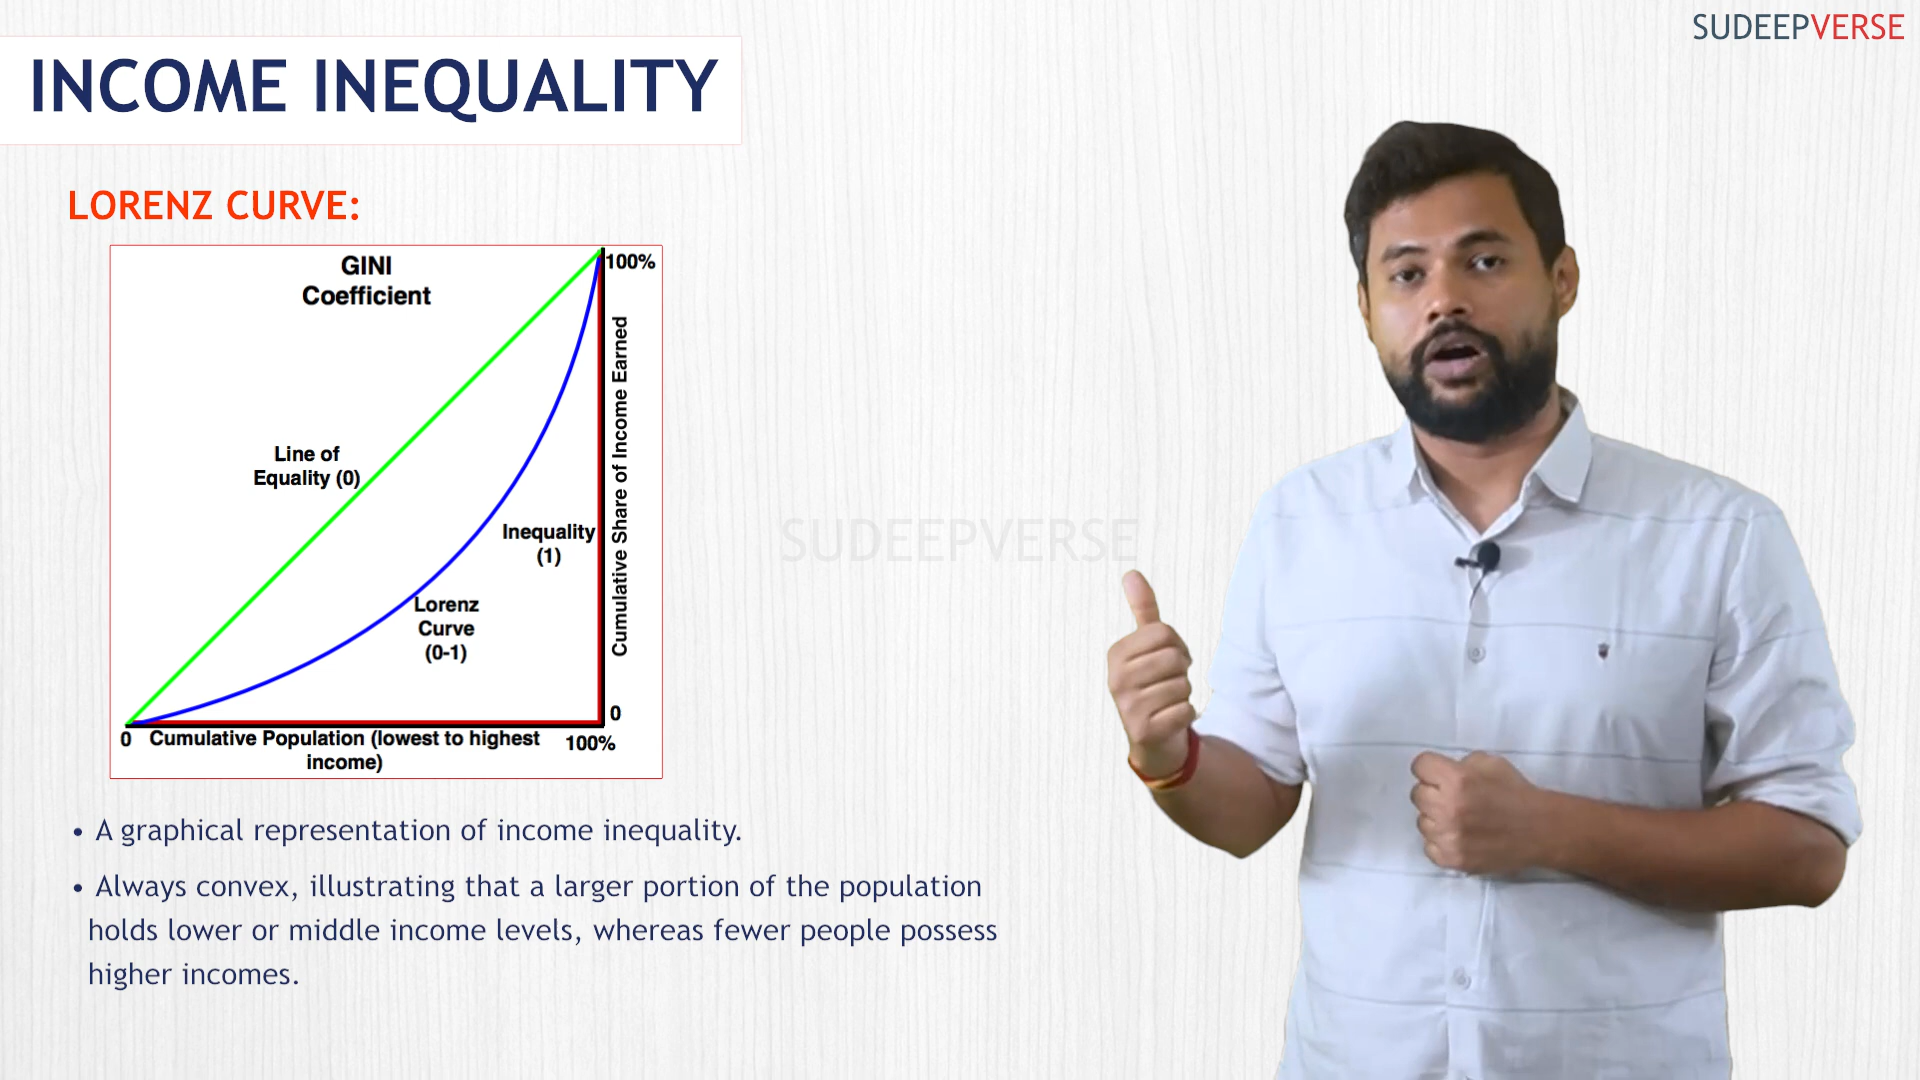 SUDEEPVERSE
INCOME INEQUALITY
LORENZ CURVE:
GINI
Coefficient
100%
Line of
Equality (0)
Inequality
(1)
Lorenz
Curve
(0-1)
Cumulative Share of Income Earned
0
0 Cumulative Population (lowest to highest
income)
100%
SUDEEPVERSE
• A graphical representation of income inequality.
• Always convex, illustrating that a larger portion of the population
holds lower or middle income levels, whereas fewer people possess
higher incomes.